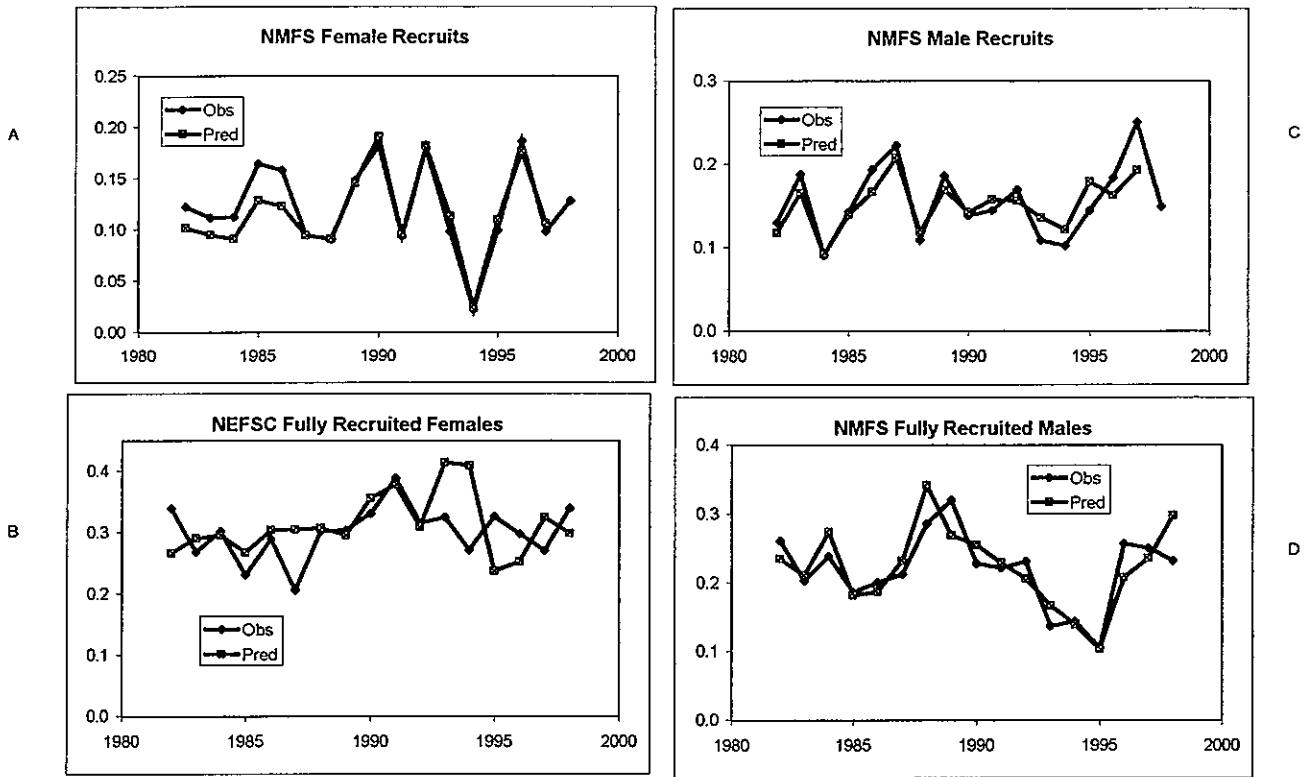 A
NMFS Female Recruits
0.25
0.20
0.15
0.10
0.05
0.00
Obs
Pred
1980
1985
1990
1995
2000
C
NMFS Male Recruits
0.3
0.2
0.1
0.0
Obs
Pred
1980
1985
1990
1995
2000
B
NEFSC Fully Recruited Females
0.4
0.3
0.2
0.1
0.0
Obs
Pred
1980
1985
1990
1995
2000
D
NMFS Fully Recruited Males
0.4
0.3
0.2
0.1
0.0
Obs
Pred
1980
1985
1990
1995
2000